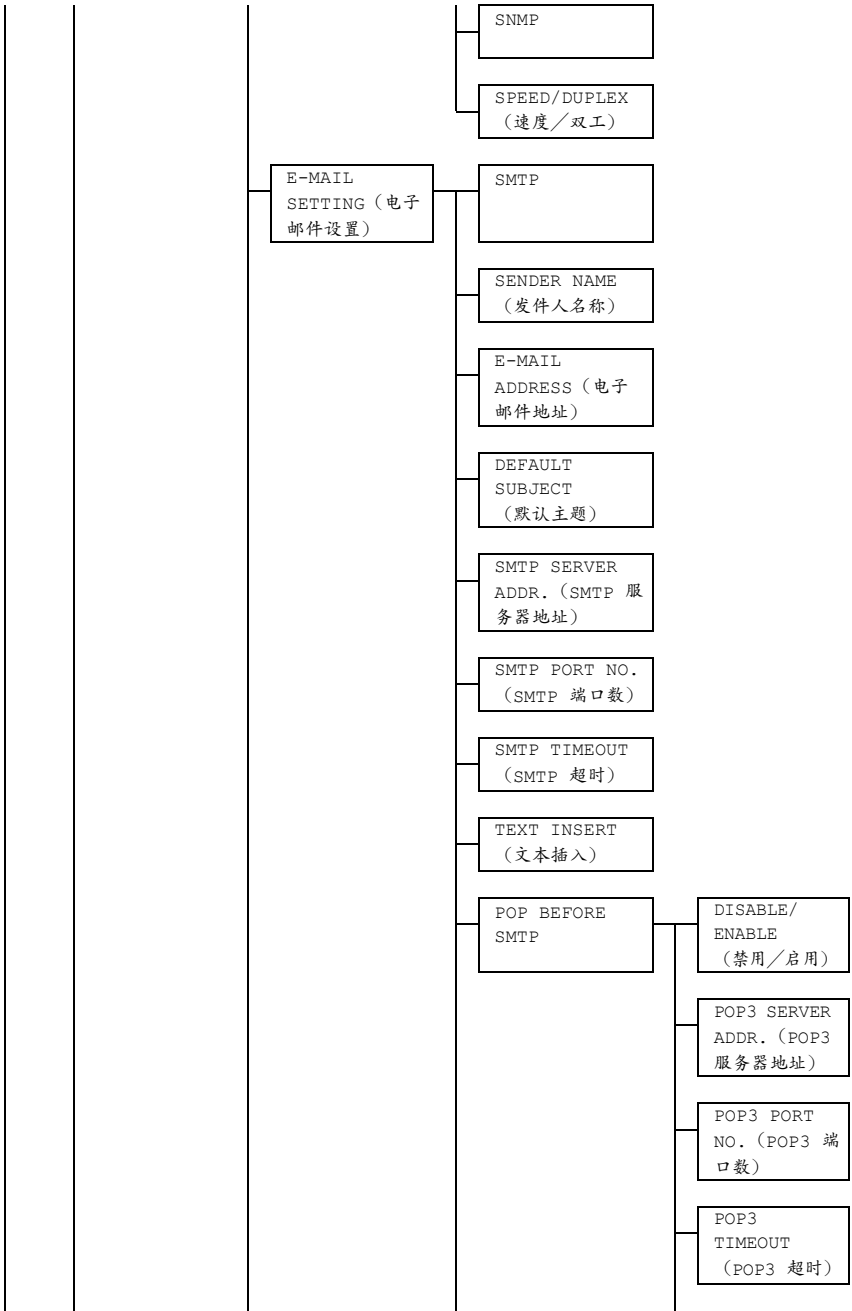 SNMP
SPEED/DUPLEX
（速度／双工）
E-MAIL
SETTING（电子
邮件设置）
SMTP
SENDER NAME
（发件人名称）
E-MAIL
ADDRESS（电子
邮件地址）
DEFAULT
SUBJECT
（默认主题）
SMTP SERVER
ADDR.（SMTP 服
务器地址）
SMTP PORT NO.
（SMTP 端口数）
SMTP TIMEOUT
（SMTP 超时）
TEXT INSERT
（文本插入）
POP BEFORE
SMTP
DISABLE/
ENABLE
（禁用／启用）
POP3 SERVER
ADDR.（POP3
服务器地址）
POP3 PORT
NO.（POP3 端
口数）
POP3
TIMEOUT
（POP3 超时）